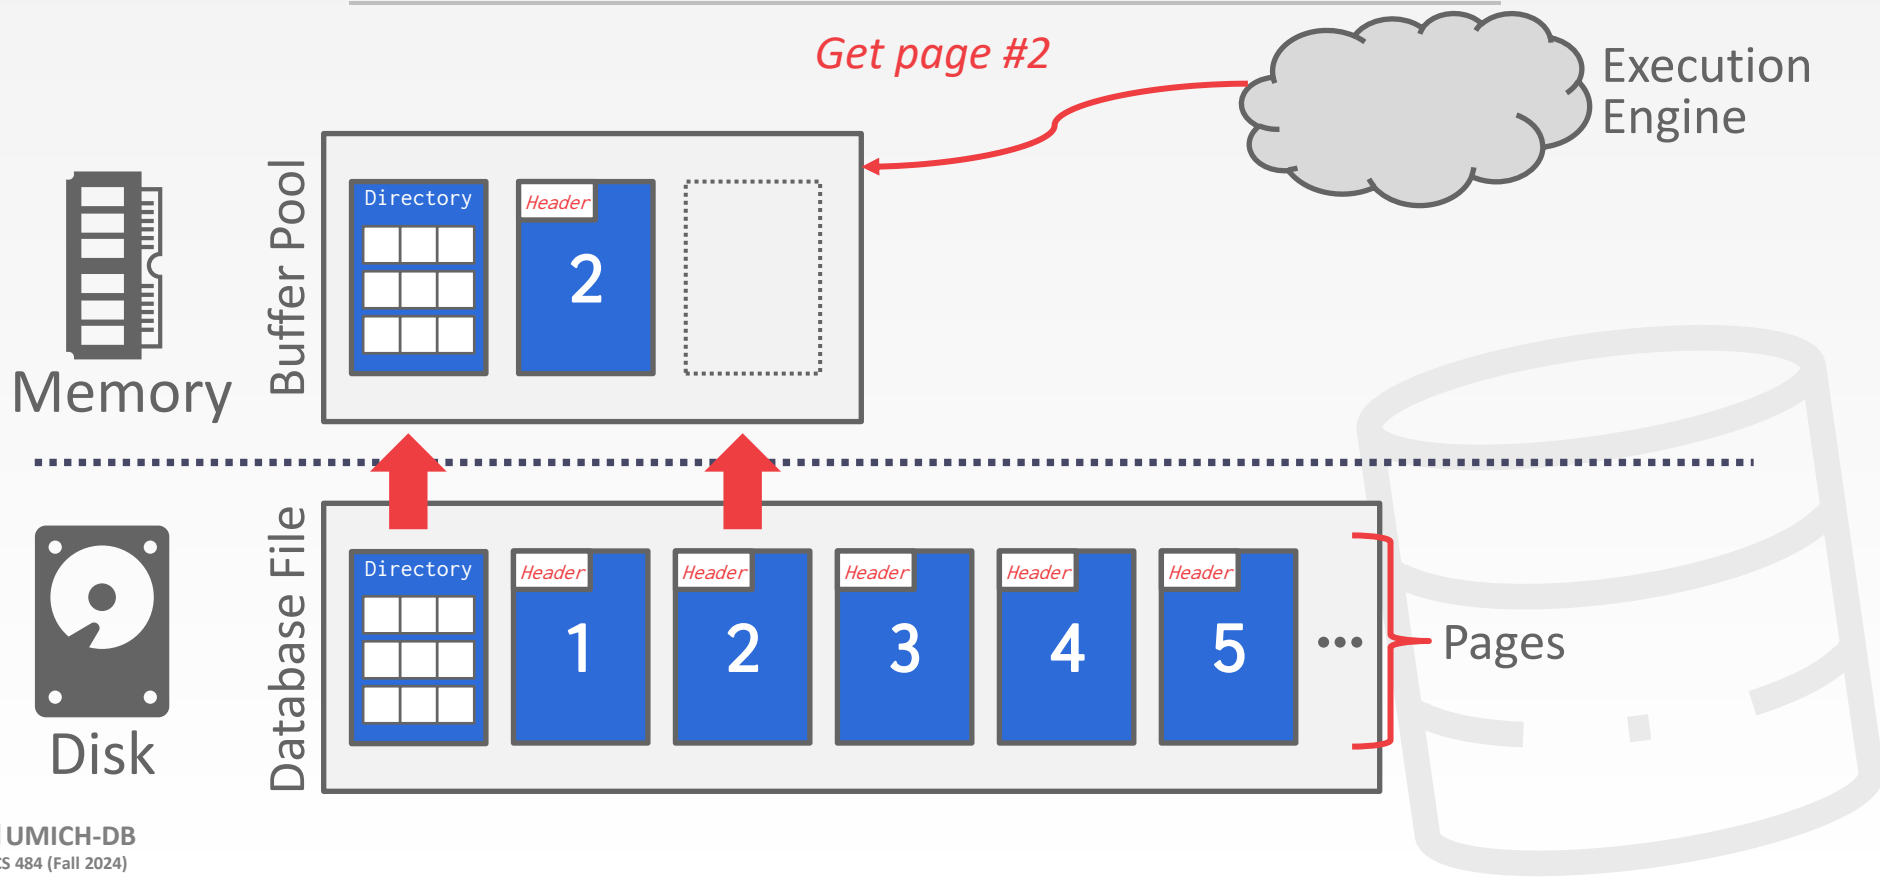 Get page #2
Execution
Engine
Buffer Pool
Directory
Header
2
Memory
Database File
Directory
Header
1
Header
2
Header
3
Header
4
Header
5
...
Pages
Disk
UMICH-DB
CS 484 (Fall 2024)